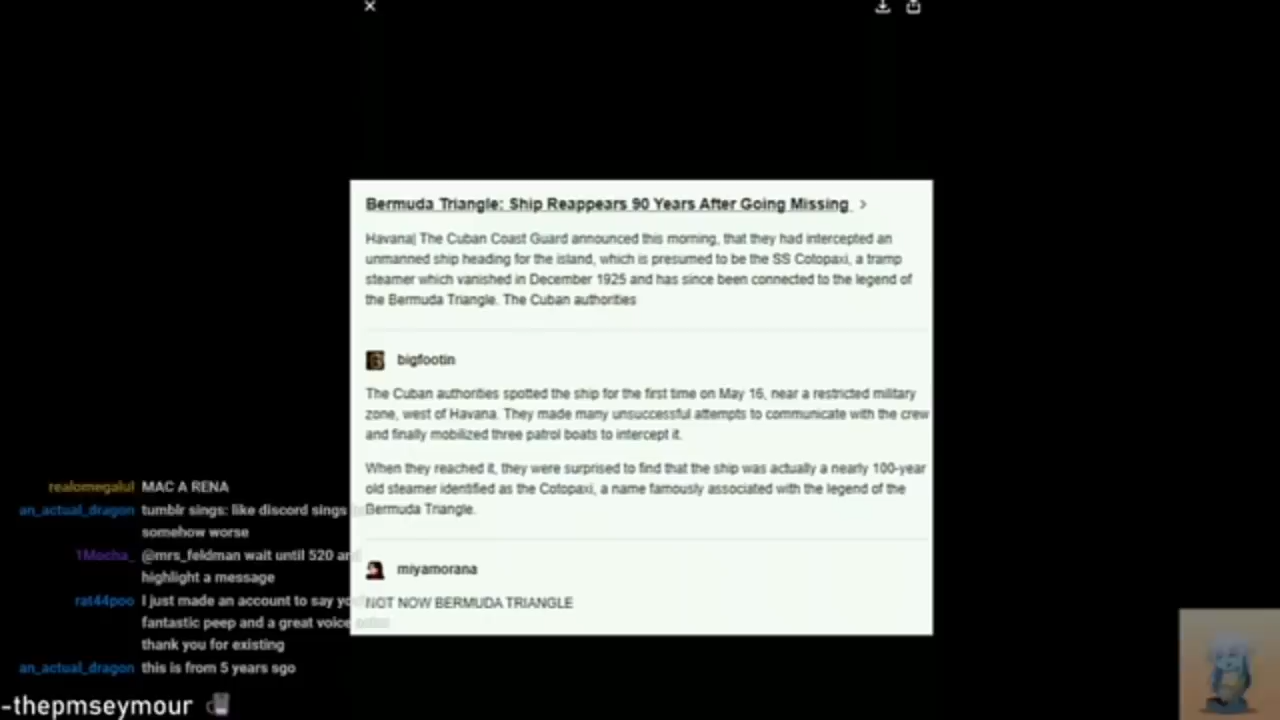 Bermuda Triangle: Ship Reappears 90 Years After Going Missing >
Havana| The Cuban Coast Guard announced this morning, that they had intercepted an
unmanned ship heading for the island, which is presumed to be the SS Cotopaxi, a tramp
steamer which vanished in December 1925 and has since been connected to the legend of
the Bermuda Triangle. The Cuban authorities
bigfootin
The Cuban authorities spotted the ship for the first time on May 16, near a restricted military
zone, west of Havana. They made many unsuccessful attempts to communicate with the crew
and finally mobilized three patrol boats to intercept it.
When they reached it, they were surprised to find that the ship was actually a nearly 100-year
old steamer identified as the Cotopaxi, a name famously associated with the legend of the
Bermuda Triangle.
miyamorana
NOT NOW BERMUDA TRIANGLE
realomegalul MAC A RENA
an_actual_dragon tumblr sings: like discord sings
somehow worse
1Mocha_ @mrs_feldman wait until 520 and
highlight a message
rat44poo I just made an account to say
fantastic peep and a great voice
thank you for existing
an_actual_dragon this is from 5 years sgo
-thepmseymour